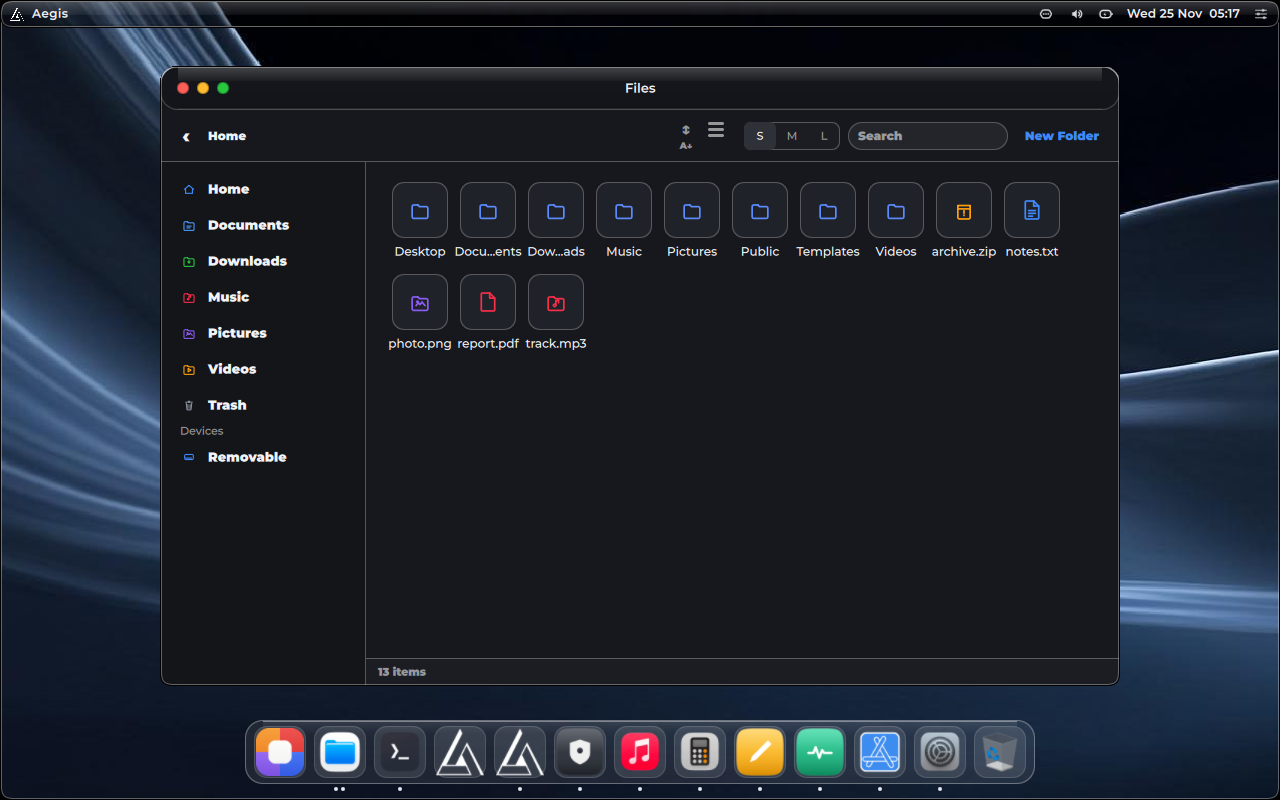 Aegis
Wed 25 Nov 05:17
Files
Home
A+
S M L
Search
New Folder
Home
Documents
Downloads
Music
Pictures
Videos
Trash
Devices
Removable
Desktop Docu...ents Dow...ads Music Pictures Public Templates Videos archive.zip notes.txt
photo.png report.pdf track.mp3
13 items